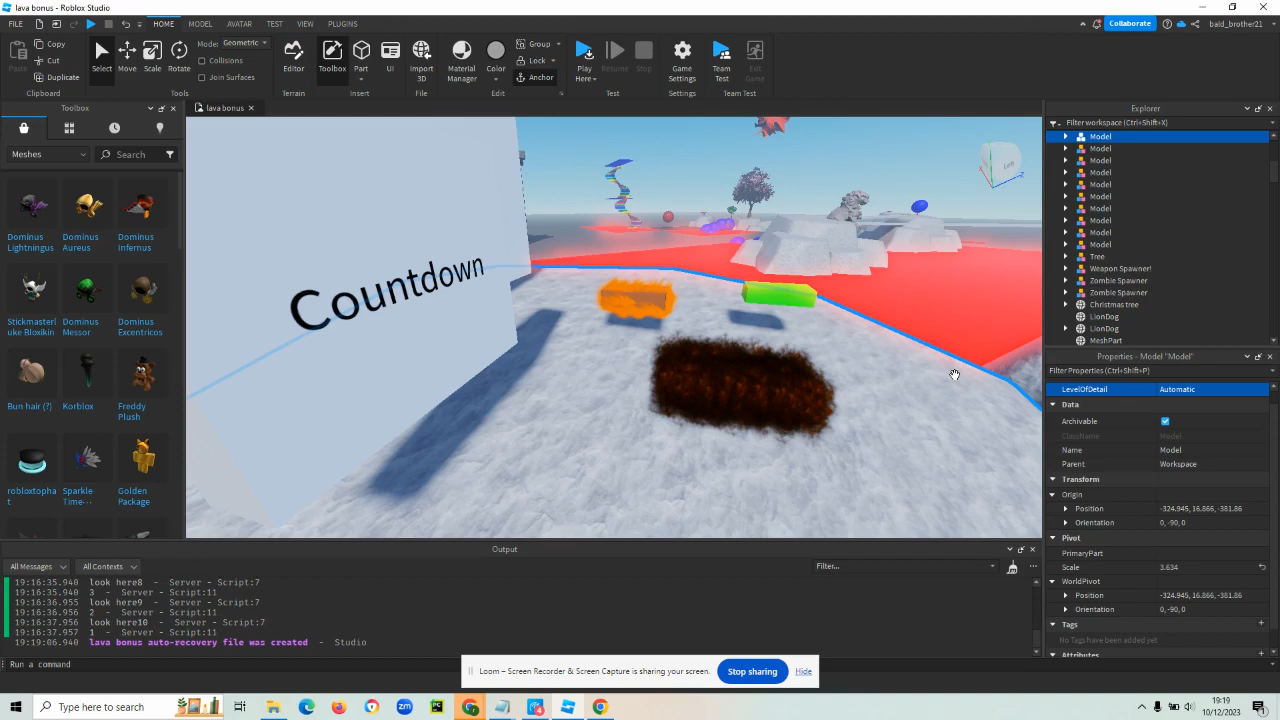 lava bonus - Roblox Studio
FILE HOME MODEL AVATAR TEST VIEW PLUGINS Collaborate bald_brother21
Paste Copy Cut Duplicate Clipboard
Select Move Scale Rotate Mode: Geometric Collisions Join Surfaces Tools
Editor Terrain
Toolbox Part UI Insert
Import 3D File
Material Manager Color Group Lock Anchor Edit
Play Here Resume Stop Test
Game Settings Settings
Team Test Exit Game Team Test
Toolbox
Meshes Search
Dominus Lightningus
Dominus Aureus
Dominus Infernus
Stickmaster Luke Bloxikin
Dominus Messor
Dominus Excentricos
Bun hair (?)
Korblox
Freddy Plush
robloxtophat
Sparkle Time...
Golden Package
lava bonus
Countdown
Left
Explorer
Filter workspace (Ctrl+Shift+X)
Model
Model
Model
Model
Model
Model
Model
Model
Model
Model
Tree
Weapon Spawner!
Zombie Spawner
Zombie Spawner
Christmas tree
LionDog
LionDog
MeshPart
Properties - Model "Model"
Filter Properties (Ctrl+Shift+P)
LevelOfDetail Automatic
Data
Archivable
ClassName Model
Name Model
Parent Workspace
Transform
Origin
Position -324.945, 16.866, -381.86
Orientation 0, -90, 0
Pivot
PrimaryPart
Scale 3.634
WorldPivot
Position -324.945, 16.866, -381.86
Orientation 0, -90, 0
Tags
No Tags have been added yet
Attributes
Output
All Messages All Contexts Filter...
19:16:35.940 look here8 - Server - Script:7
19:16:35.940 3 - Server - Script:11
19:16:36.955 look here9 - Server - Script:7
19:16:36.955 2 - Server - Script:11
19:16:37.956 look here10 - Server - Script:7
19:16:37.957 1 - Server - Script:11
19:19:06.940 lava bonus auto-recovery file was created - Studio
Run a command
Loom – Screen Recorder & Screen Capture is sharing your screen. Stop sharing Hide
Type here to search
zm
PC
4
19:19
10/12/2023
1